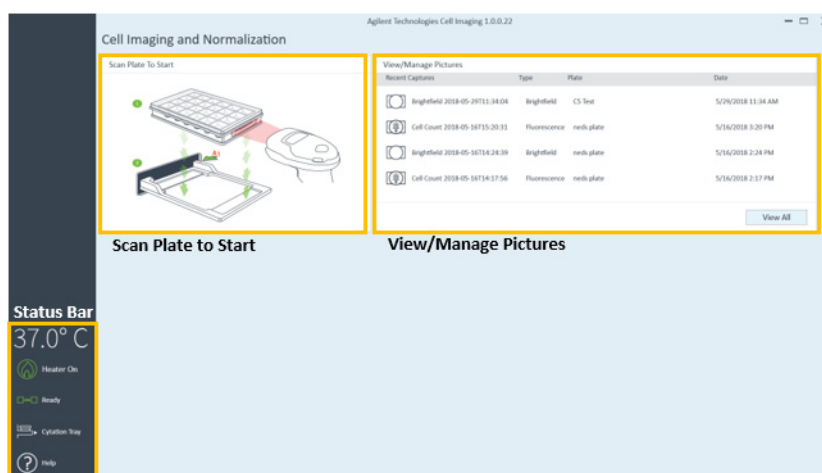 Agilent Technologies Cell Imaging 1.0.0.22
Cell Imaging and Normalization
Scan Plate To Start
1
A1
2
Scan Plate to Start
View/Manage Pictures
Recent Captures Type Plate Date
Brightfield 2018-05-29T11:34:04 Brightfield CS Test 5/29/2018 11:34 AM
Cell Count 2018-05-16T15:20:31 Fluorescence neds plate 5/16/2018 3:20 PM
Brightfield 2018-05-16T14:24:39 Brightfield neds plate 5/16/2018 2:24 PM
Cell Count 2018-05-16T14:17:56 Fluorescence neds plate 5/16/2018 2:17 PM
View All
View/Manage Pictures
Status Bar
37.0° C
Heater On
Ready
Cytation Tray
? Help